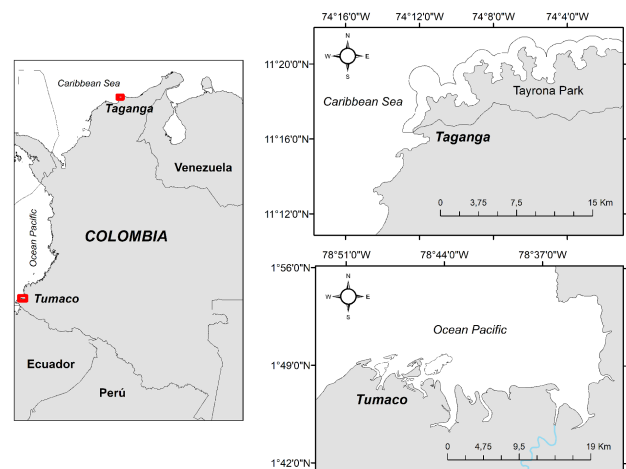 Caribbean Sea
Taganga
Venezuela
Ocean Pacific
COLOMBIA
Tumaco
Ecuador
Perú
74°16'0"W 74°12'0"W 74°8'0"W 74°4'0"W
11°20'0"N
11°16'0"N
11°12'0"N
N
W E
S
Caribbean Sea
Tayrona Park
Taganga
0 3,75 7,5 15 Km
78°51'0"W 78°44'0"W 78°37'0"W
1°56'0"N
1°49'0"N
1°42'0"N
N
W E
S
Ocean Pacific
Tumaco
0 4,75 9,5 19 Km